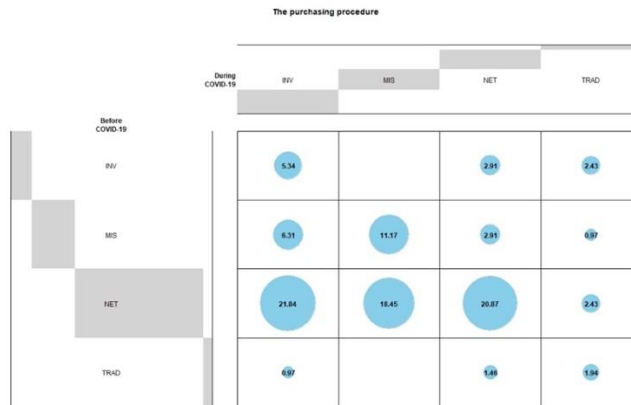 The purchasing procedure
During
COVID-19
INV MIS NET TRAD
Before
COVID-19
INV
5.34 2.91 2.43
MIS
6.31 11.17 2.91 0.97
NET
21.84 18.45 20.87 2.43
TRAD
0.97 1.46 1.94